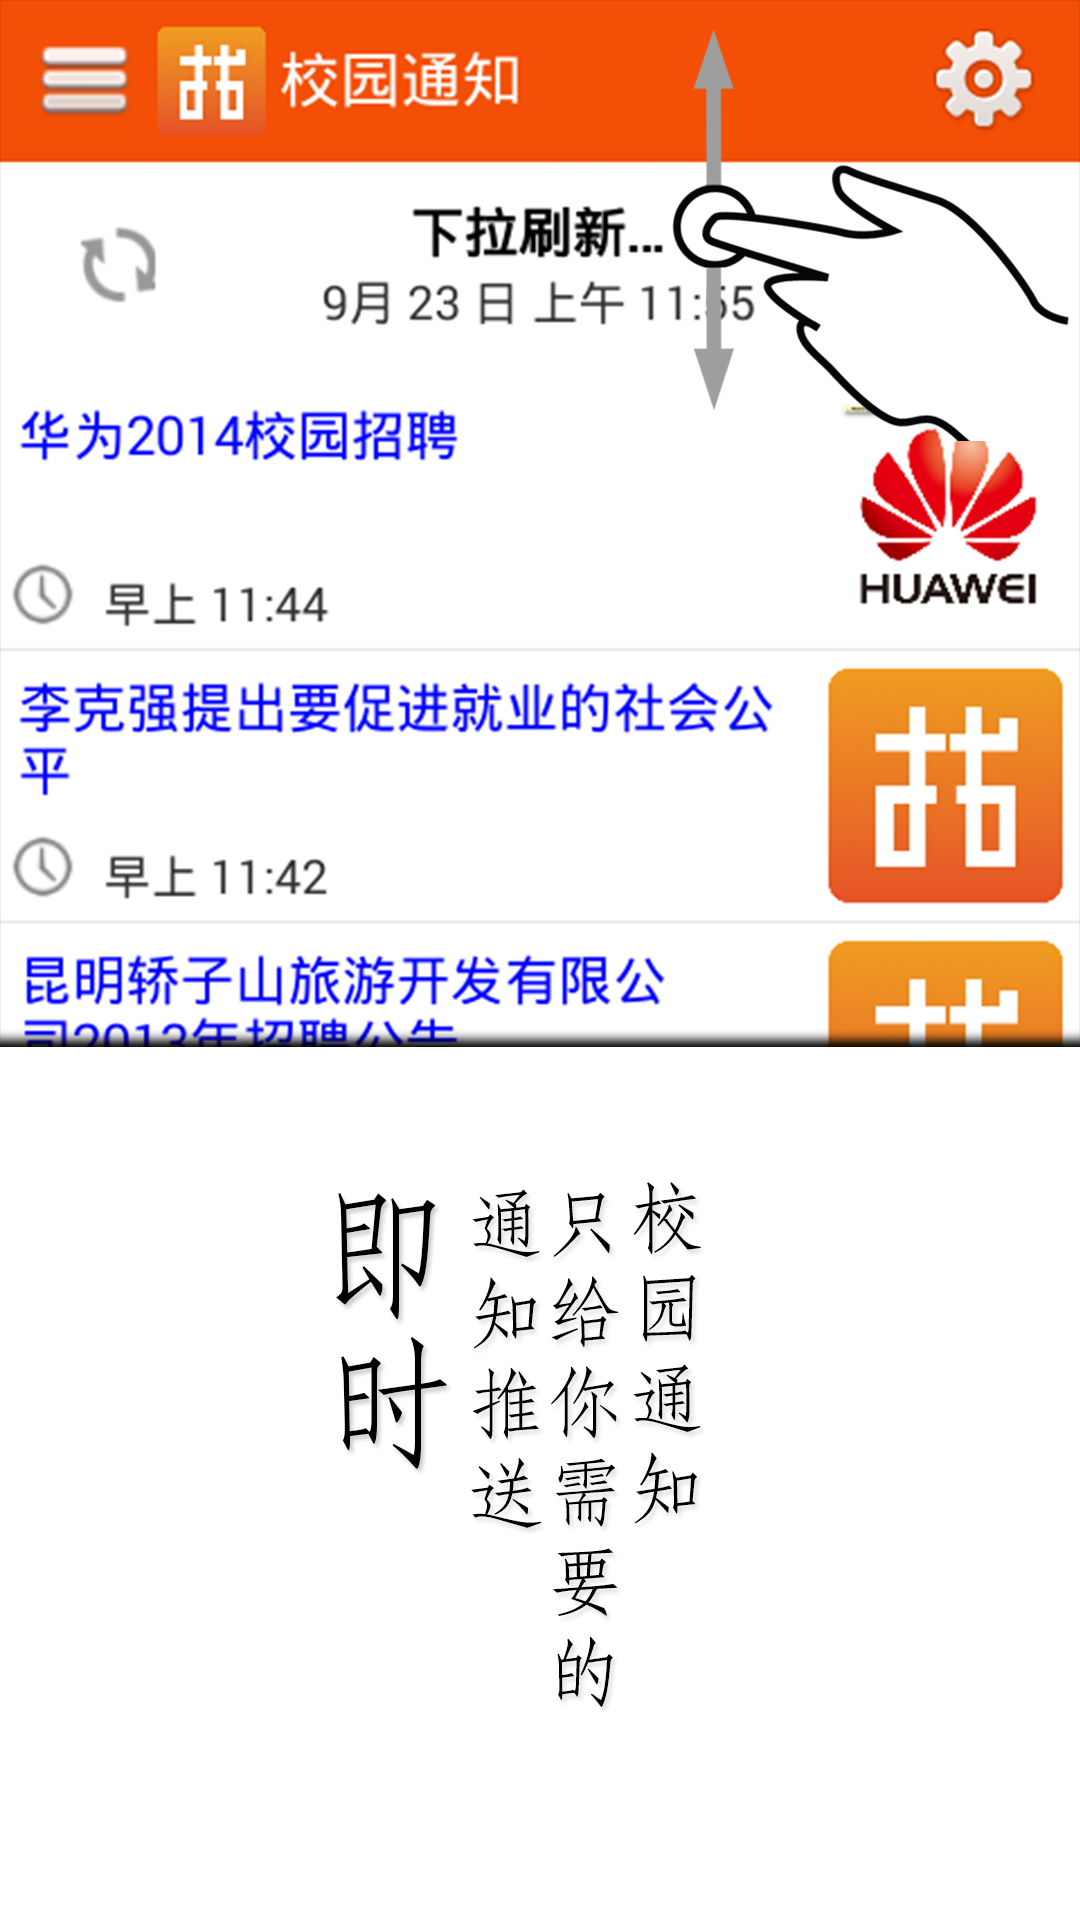 校园通知
下拉刷新...
9月 23 日 上午 11:55
华为2014校园招聘
早上 11:44
HUAWEI
李克强提出要促进就业的社会公
平
早上 11:42
昆明轿子山旅游开发有限公
司2013年招聘公告
校园通知
只给你需要的
通知推送
即时